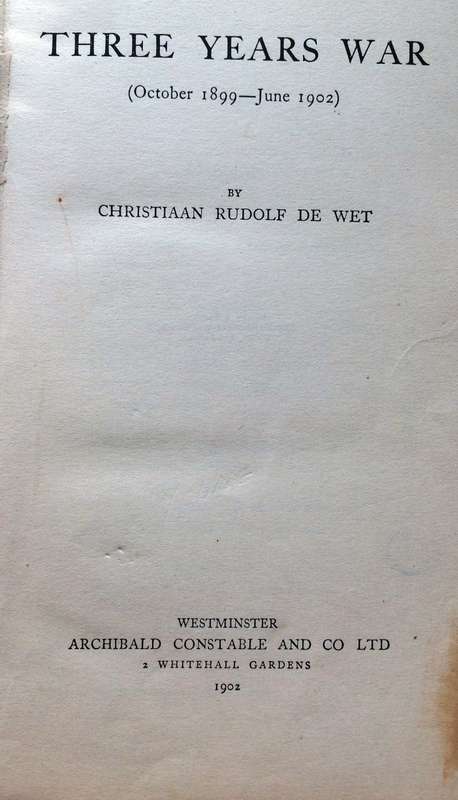 THREE YEARS WAR
(October 1899—June 1902)
BY
CHRISTIAAN RUDOLF DE WET
WESTMINSTER
ARCHIBALD CONSTABLE AND CO LTD
2 WHITEHALL GARDENS
1902